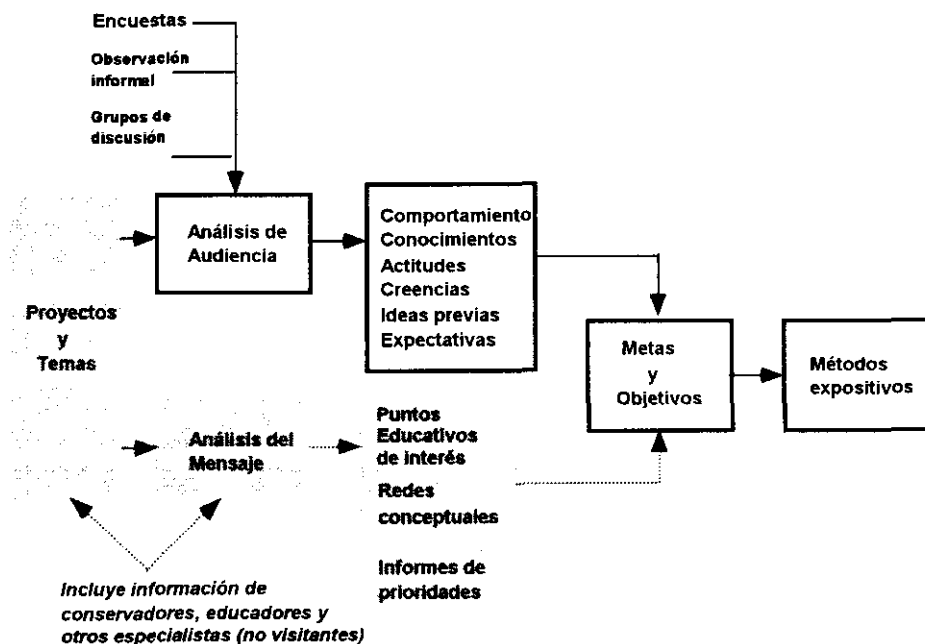 Encuestas
Observación
informal
Grupos de
discusión
Análisis de
Audiencia
Comportamiento
Conocimientos
Actitudes
Creencias
Ideas previas
Expectativas
Proyectos
y
Temas
Metas
y
Objetivos
Métodos
expositivos
Análisis del
Mensaje
Puntos
Educativos
de interés
Redes
conceptuales
Informes de
prioridades
Incluye información de
conservadores, educadores y
otros especialistas (no visitantes)